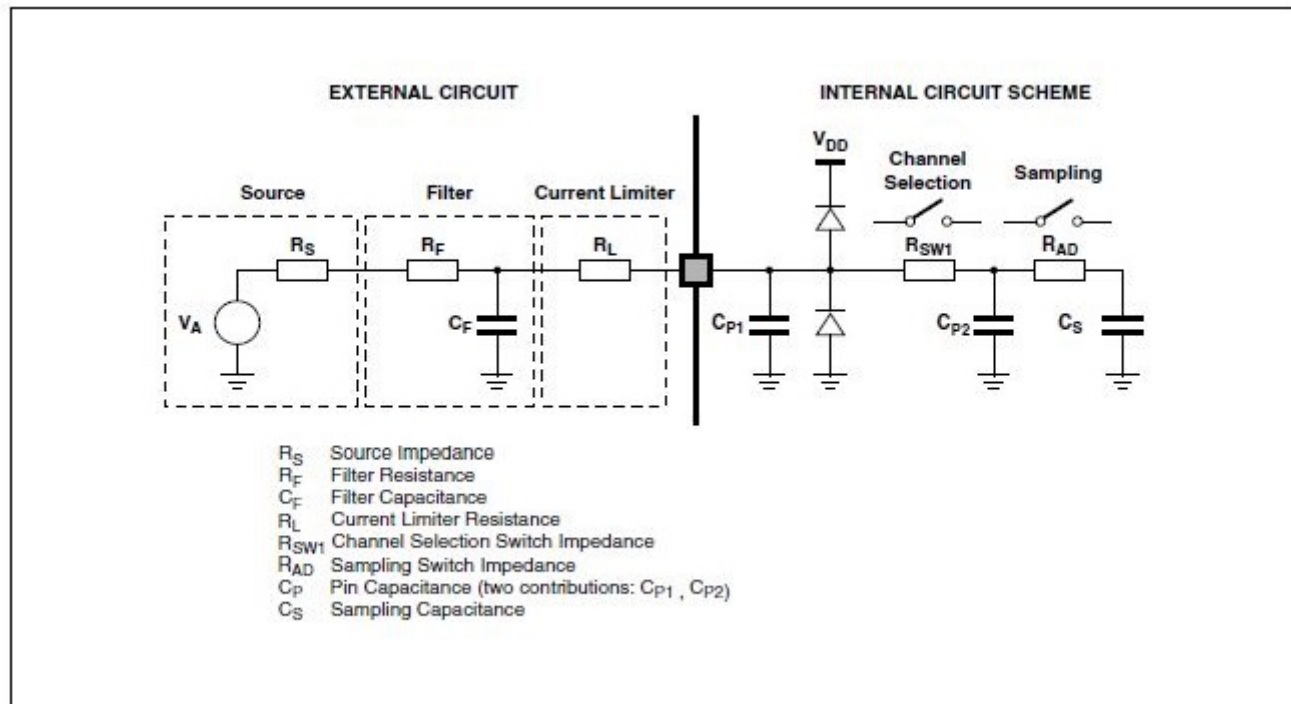 EXTERNAL CIRCUIT
INTERNAL CIRCUIT SCHEME
VDD
Channel
Selection
Sampling
Source
Filter
Current Limiter
RS
RF
RL
RSW1
RAD
VA
CF
CP1
CP2
CS
RS Source Impedance
RF Filter Resistance
CF Filter Capacitance
RL Current Limiter Resistance
RSW1 Channel Selection Switch Impedance
RAD Sampling Switch Impedance
CP Pin Capacitance (two contributions: CP1 , CP2)
CS Sampling Capacitance